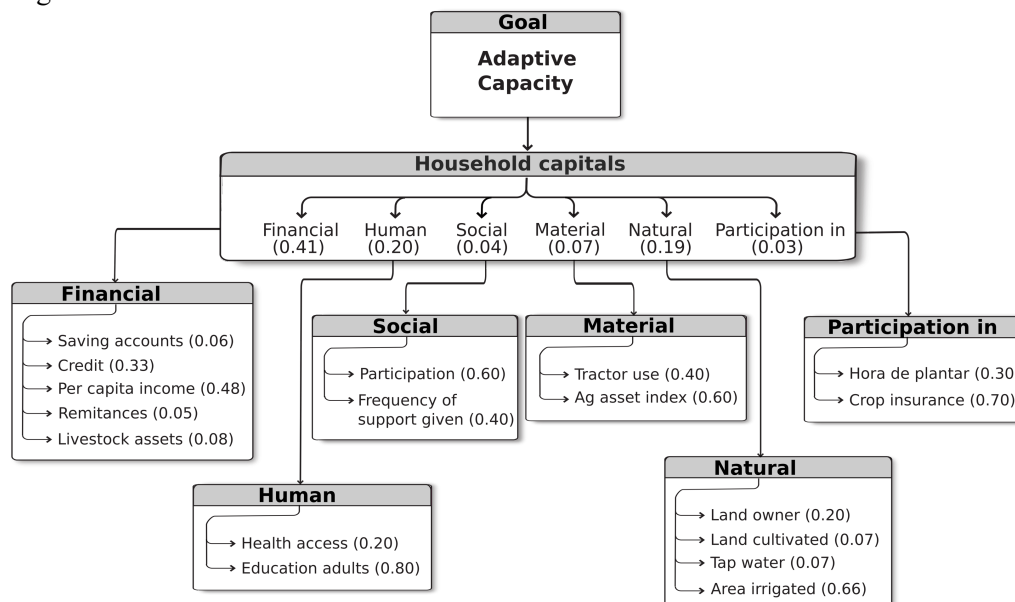 Goal
Adaptive
Capacity
Household capitals
Financial
(0.41)
Human
(0.20)
Social
(0.04)
Material
(0.07)
Natural
(0.19)
Participation in
(0.03)
Financial
Saving accounts (0.06)
Credit (0.33)
Per capita income (0.48)
Remitances (0.05)
Livestock assets (0.08)
Social
Participation (0.60)
Frequency of
support given (0.40)
Material
Tractor use (0.40)
Ag asset index (0.60)
Participation in
Hora de plantar (0.30
Crop insurance (0.70)
Human
Health access (0.20)
Education adults (0.80)
Natural
Land owner (0.20)
Land cultivated (0.07)
Tap water (0.07)
Area irrigated (0.66)